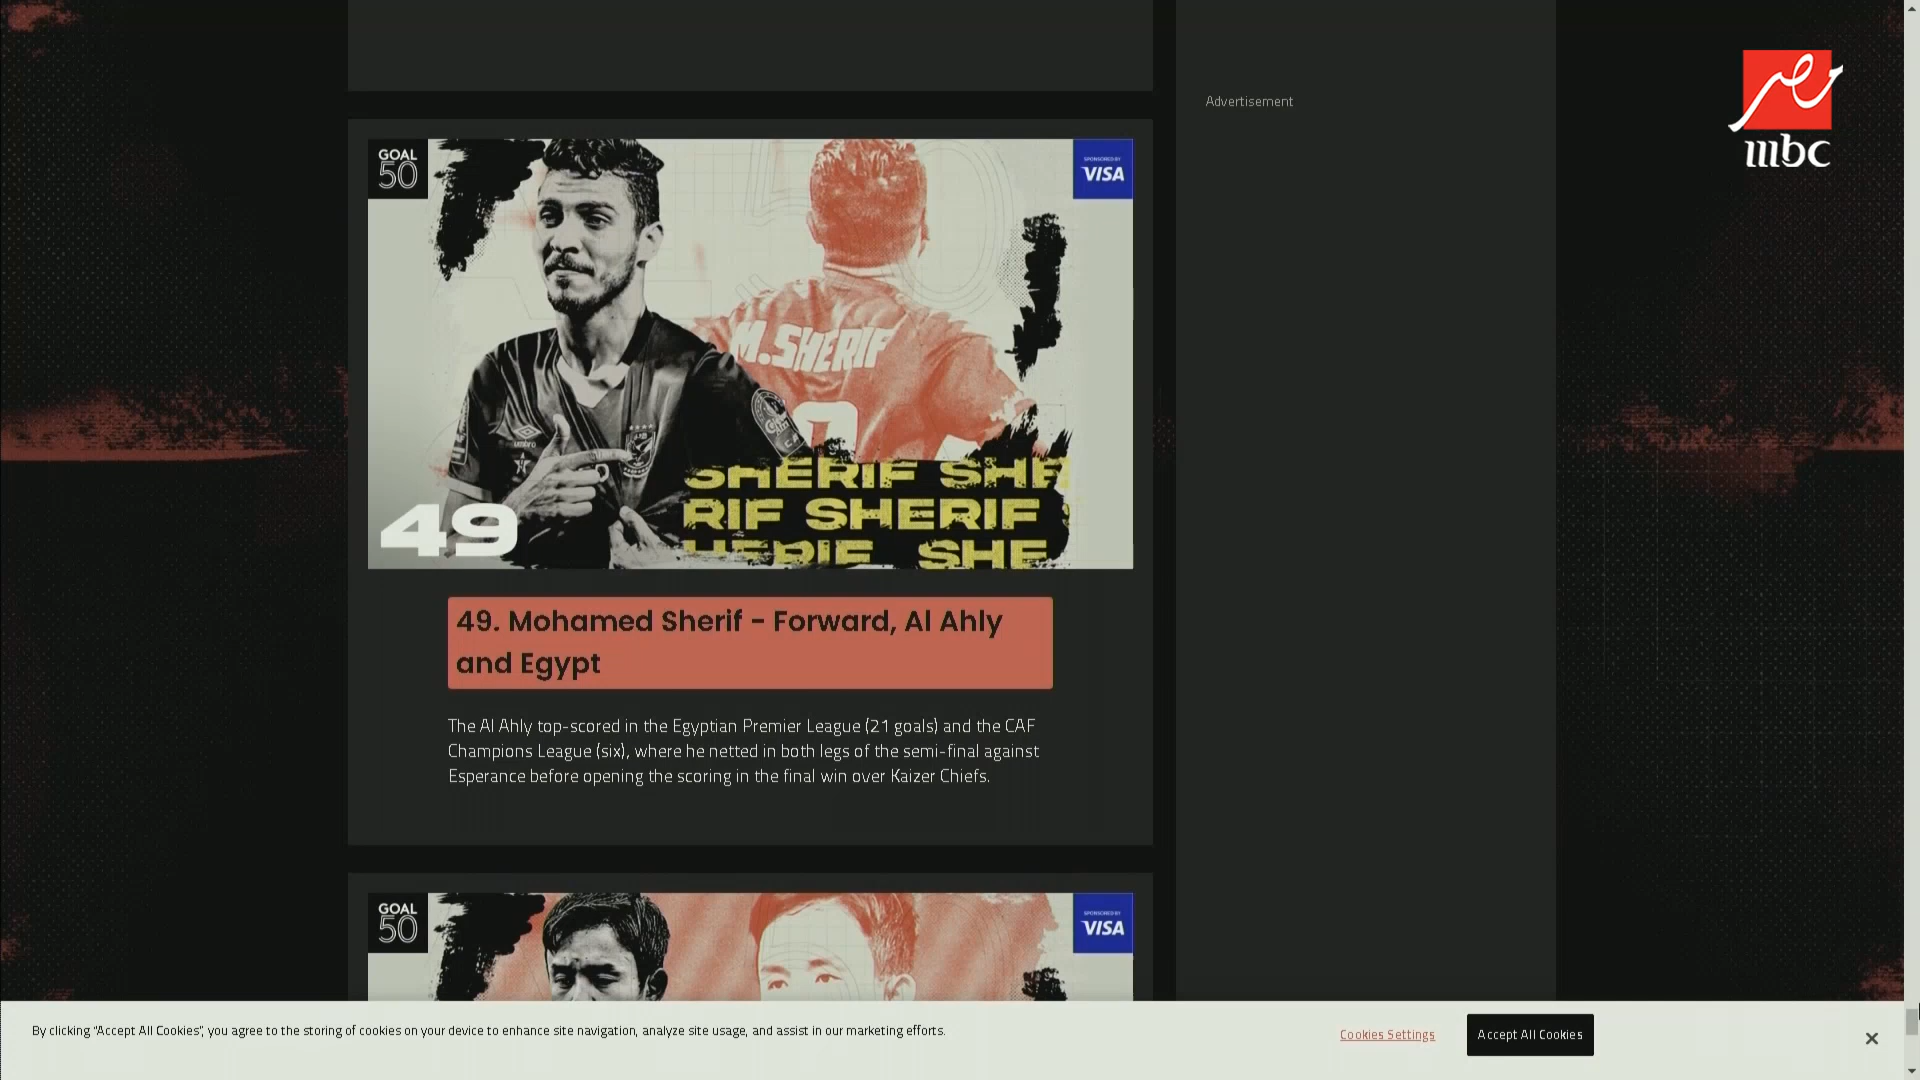 Advertisement
مصر
mbc
GOAL
50
SPONSORED BY
VISA
M.SHERIF
umbro
SHERIF SHE
RIF SHERIF
HERIF SHE
49
49. Mohamed Sherif - Forward, Al Ahly
and Egypt
The Al Ahly top-scored in the Egyptian Premier League (21 goals) and the CAF
Champions League (six), where he netted in both legs of the semi-final against
Esperance before opening the scoring in the final win over Kaizer Chiefs.
GOAL
50
SPONSORED BY
VISA
By clicking “Accept All Cookies”, you agree to the storing of cookies on your device to enhance site navigation, analyze site usage, and assist in our marketing efforts.
Cookies Settings
Accept All Cookies